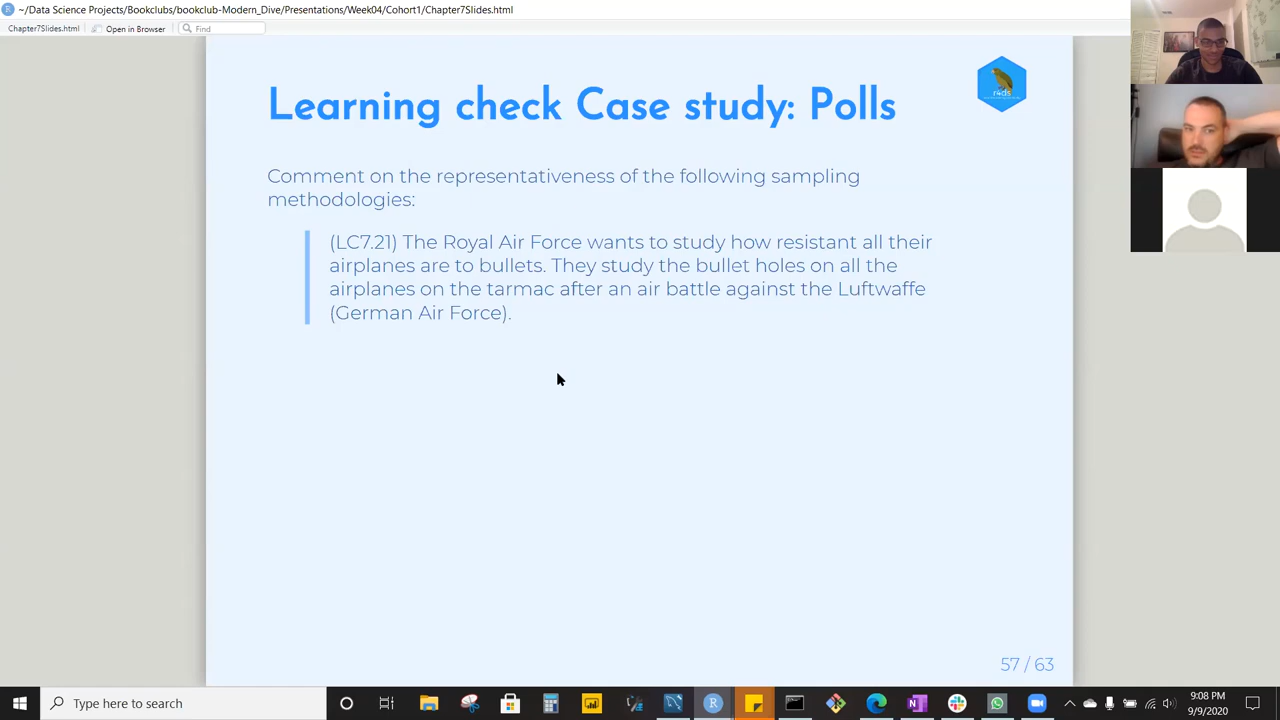 ~/Data Science Projects/Bookclubs/bookclub-Modern_Dive/Presentations/Week04/Cohort1/Chapter7Slides.html
Chapter7Slides.html
Open in Browser
Find
Learning check Case study: Polls
r4ds
Comment on the representativeness of the following sampling
methodologies:
(LC7.21) The Royal Air Force wants to study how resistant all their
airplanes are to bullets. They study the bullet holes on all the
airplanes on the tarmac after an air battle against the Luftwaffe
(German Air Force).
57 / 63
Type here to search
9:08 PM
9/9/2020